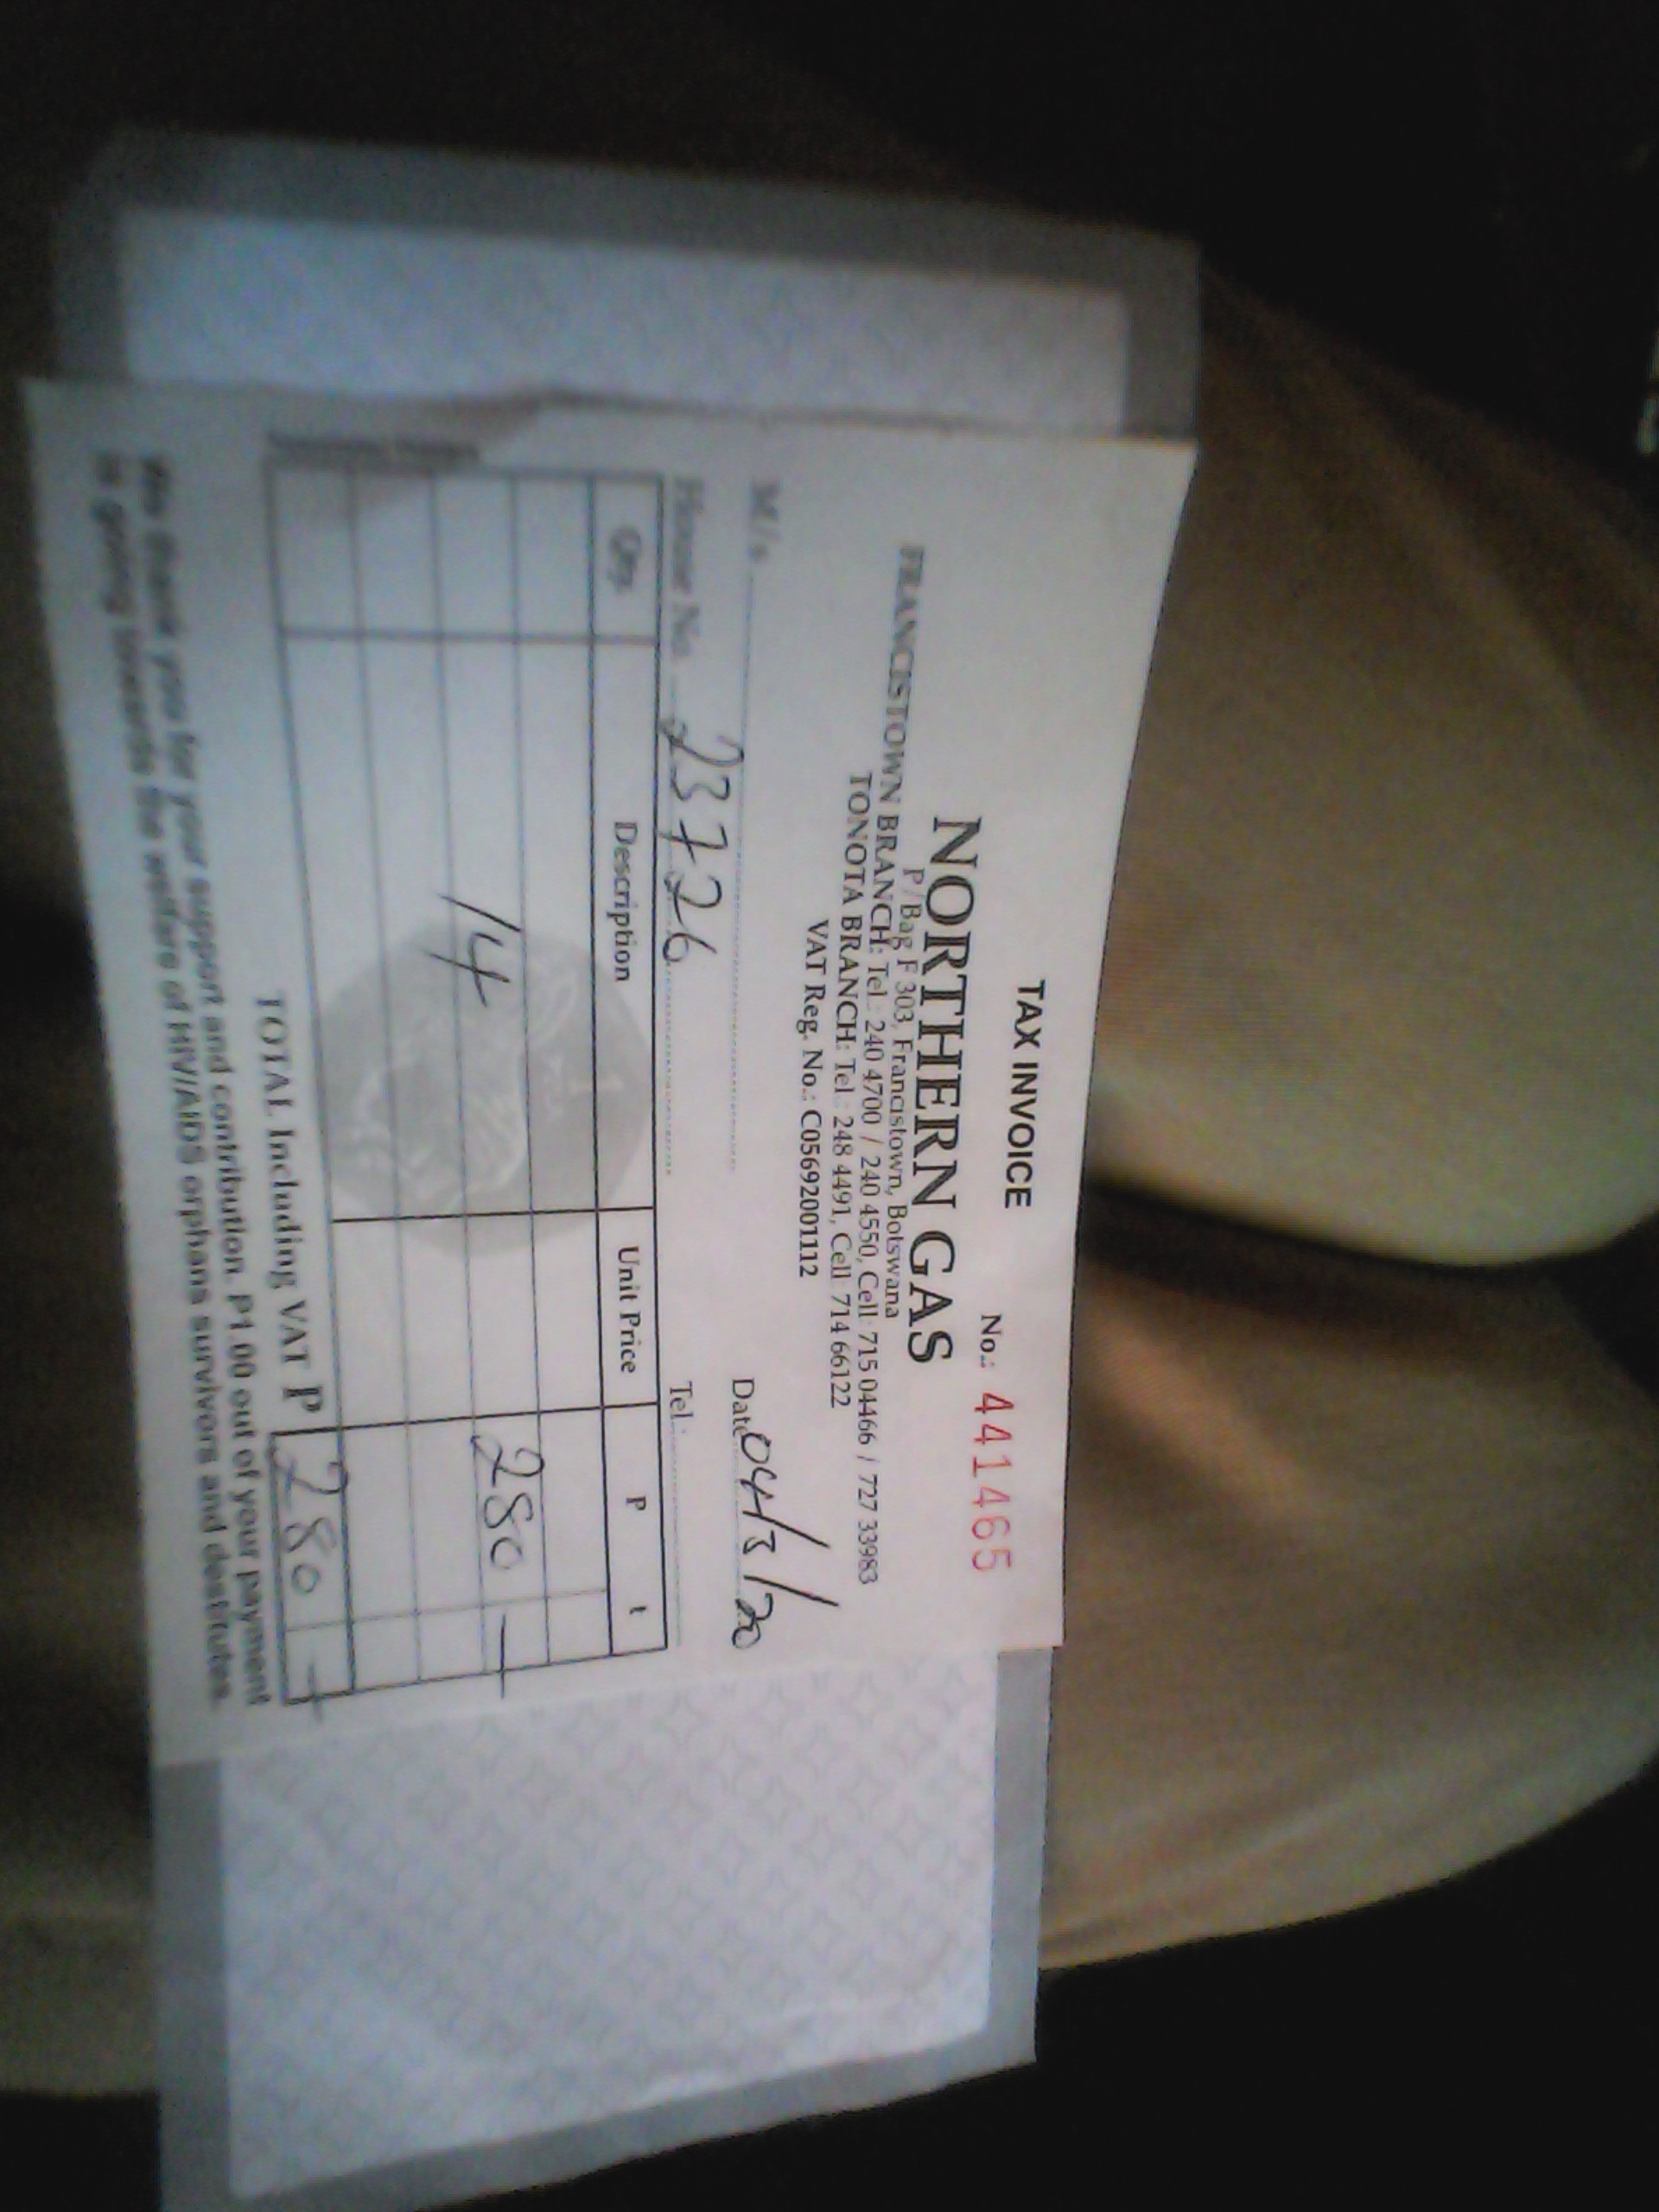 TAX INVOICE
No.: 441465
NORTHERN GAS
P/Bag F 303, Francistown, Botswana
FRANCISTOWN BRANCH: Tel.: 240 4700 / 240 4550, Cell: 715 04466 / 727 33983
TONOTA BRANCH: Tel.: 248 4491, Cell 714 66122
VAT Reg. No.: C05692001112
M/s Date 04/3/20
House No. 23726 Tel.:
Qty. Description Unit Price P t
14 280 -
TOTAL Including VAT P 280 -
We thank you for your support and contribution. P1.00 out of your payment
is going towards the welfare of HIV/AIDS orphans survivors and destitutes.